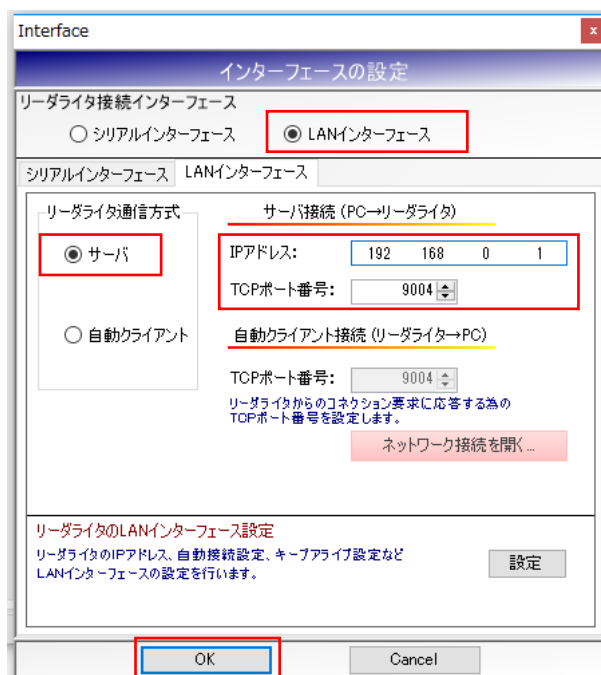 Interface
x
インターフェースの設定
リーダライタ接続インターフェース
シリアルインターフェース
LANインターフェース
シリアルインターフェース
LANインターフェース
リーダライタ通信方式
サーバ
自動クライアント
サーバ接続 (PC→リーダライタ)
IPアドレス: 192 168 0 1
TCPポート番号: 9004
自動クライアント接続 (リーダライタ→PC)
TCPポート番号: 9004
リーダライタからのコネクション要求に応答する為の
TCPポート番号を設定します。
ネットワーク接続を開く...
リーダライタのLANインターフェース設定
リーダライタのIPアドレス、自動接続設定、キープアライブ設定など
LANインターフェースの設定を行います。
設定
OK
Cancel